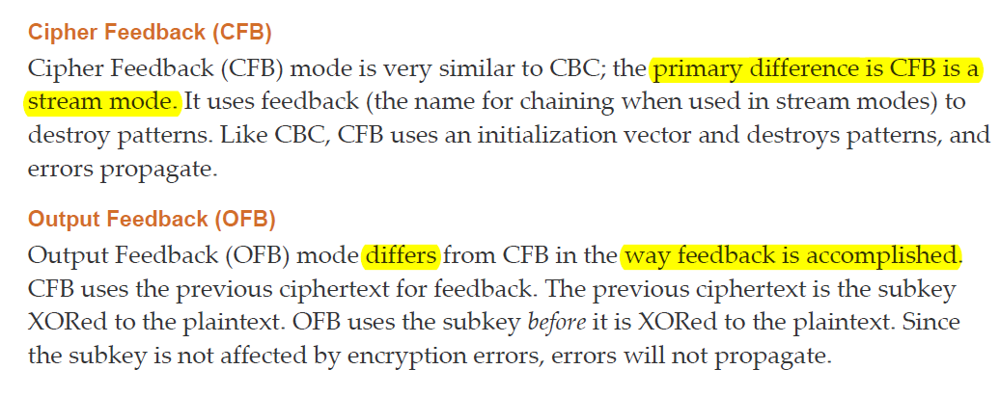 Cipher Feedback (CFB)
Cipher Feedback (CFB) mode is very similar to CBC; the primary difference is CFB is a
stream mode. It uses feedback (the name for chaining when used in stream modes) to
destroy patterns. Like CBC, CFB uses an initialization vector and destroys patterns, and
errors propagate.
Output Feedback (OFB)
Output Feedback (OFB) mode differs from CFB in the way feedback is accomplished.
CFB uses the previous ciphertext for feedback. The previous ciphertext is the subkey
XORed to the plaintext. OFB uses the subkey before it is XORed to the plaintext. Since
the subkey is not affected by encryption errors, errors will not propagate.